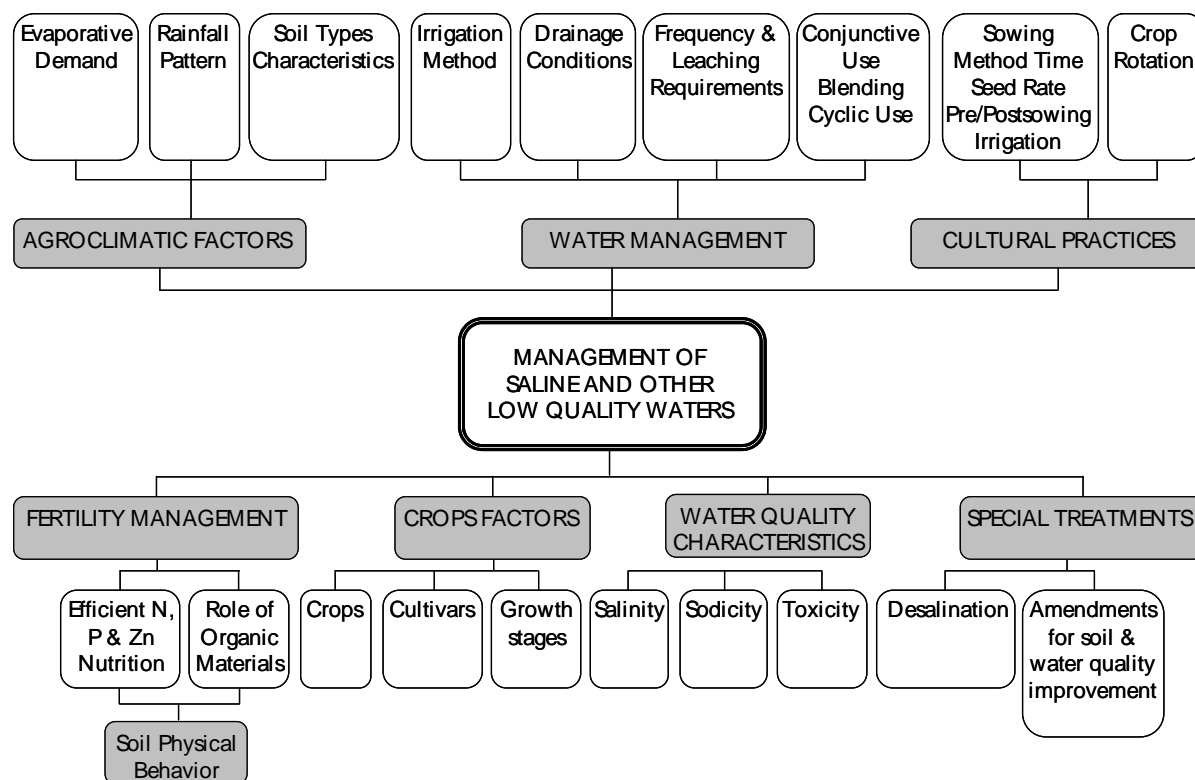 Evaporative
Demand
Rainfall
Pattern
Soil Types
Characteristics
Irrigation
Method
Drainage
Conditions
Frequency &
Leaching
Requirements
Conjunctive
Use
Blending
Cyclic Use
Sowing
Method Time
Seed Rate
Pre/Postsowing
Irrigation
Crop
Rotation
AGROCLIMATIC FACTORS
WATER MANAGEMENT
CULTURAL PRACTICES
MANAGEMENT OF
SALINE AND OTHER
LOW QUALITY WATERS
FERTILITY MANAGEMENT
CROPS FACTORS
WATER QUALITY
CHARACTERISTICS
SPECIAL TREATMENTS
Efficient N,
P & Zn
Nutrition
Role of
Organic
Materials
Crops
Cultivars
Growth
stages
Salinity
Sodicity
Toxicity
Desalination
Amendments
for soil &
water quality
improvement
Soil Physical
Behavior